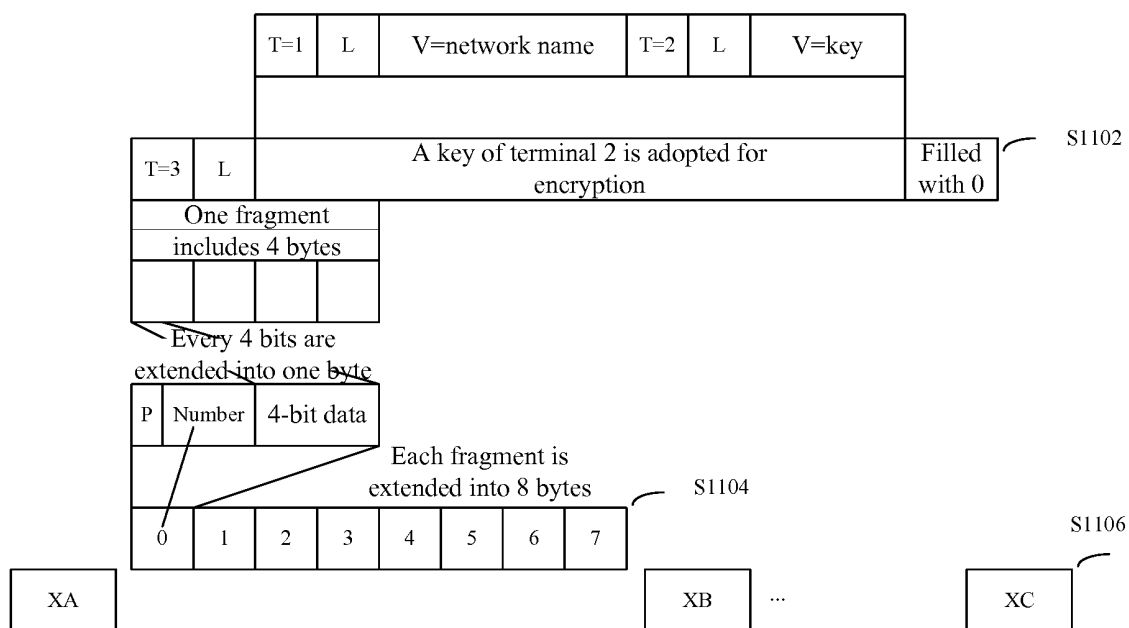 T=1 L V=network name T=2 L V=key
S1102
T=3 L A key of terminal 2 is adopted for encryption Filled with 0
One fragment
includes 4 bytes
Every 4 bits are
extended into one byte
P Number 4-bit data
Each fragment is
extended into 8 bytes
S1104
0 1 2 3 4 5 6 7
S1106
XA XB ... XC